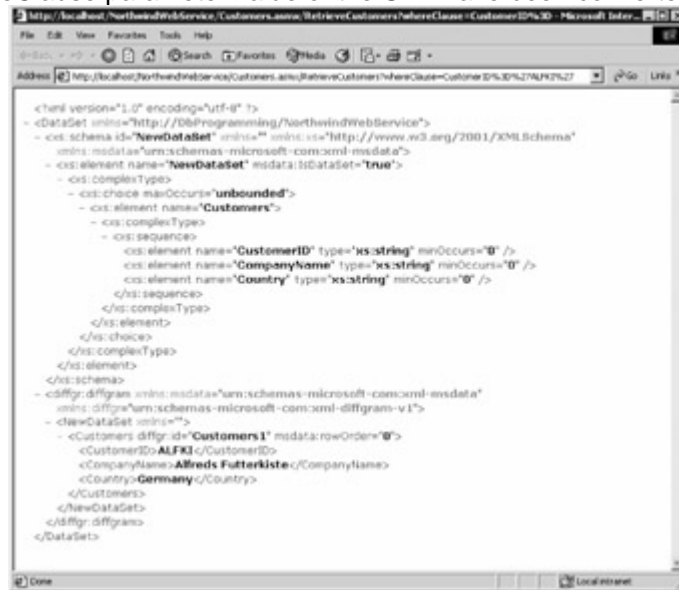 http://localhost/NorthwindWebService/Customers.asmx/RetrieveCustomers?whereClause=CustomerID%3D - Microsoft Inter...
File Edit View Favorites Tools Help
Back Search Favorites Media
Address http://localhost/NorthwindWebService/Customers.asmx/RetrieveCustomers?whereClause=CustomerID%3D%27ALFKI%27 Go Links
<?xml version="1.0" encoding="utf-8" ?>
- <DataSet xmlns="http://DbProgramming/NorthwindWebService">
- <xs:schema id="NewDataSet" xmlns="" xmlns:xs="http://www.w3.org/2001/XMLSchema"
xmlns:msdata="urn:schemas-microsoft-com:xml-msdata">
- <xs:element name="NewDataSet" msdata:IsDataSet="true">
- <xs:complexType>
- <xs:choice maxOccurs="unbounded">
- <xs:element name="Customers">
- <xs:complexType>
- <xs:sequence>
<xs:element name="CustomerID" type="xs:string" minOccurs="0" />
<xs:element name="CompanyName" type="xs:string" minOccurs="0" />
<xs:element name="Country" type="xs:string" minOccurs="0" />
</xs:sequence>
</xs:complexType>
</xs:element>
</xs:choice>
</xs:complexType>
</xs:element>
</xs:schema>
- <diffgr:diffgram xmlns:msdata="urn:schemas-microsoft-com:xml-msdata"
xmlns:diffgr="urn:schemas-microsoft-com:xml-diffgram-v1">
- <NewDataSet xmlns="">
- <Customers diffgr:id="Customers1" msdata:rowOrder="0">
<CustomerID>ALFKI</CustomerID>
<CompanyName>Alfreds Futterkiste</CompanyName>
<Country>Germany</Country>
</Customers>
</NewDataSet>
</diffgr:diffgram>
</DataSet>
Done Local intranet